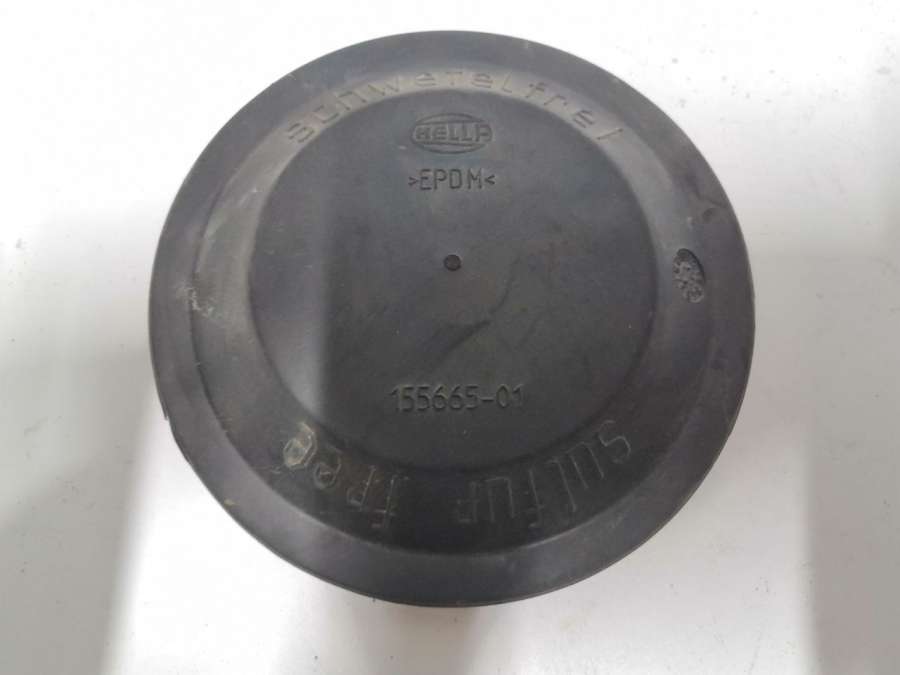 schwefelfrei
HELLA
>EPDM<
155665-01
sulfur free